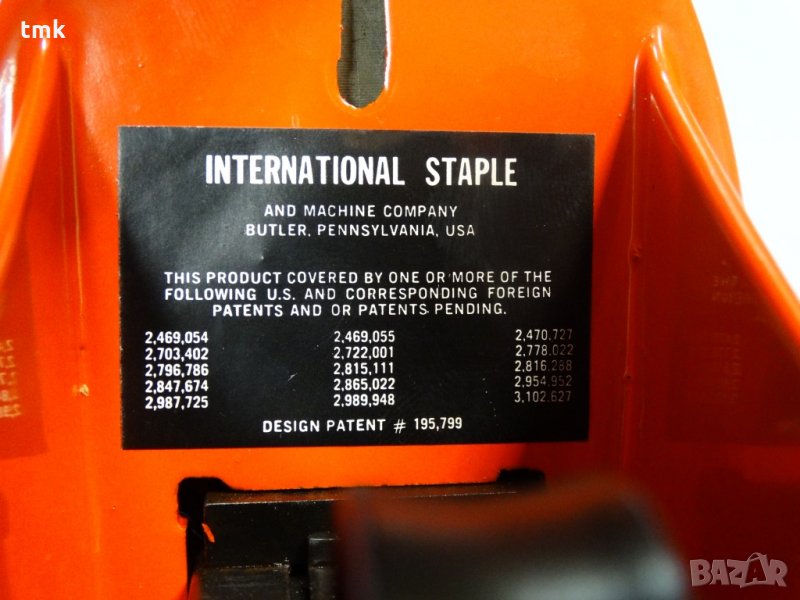 tmk
INTERNATIONAL STAPLE
AND MACHINE COMPANY
BUTLER, PENNSYLVANIA, USA
THIS PRODUCT COVERED BY ONE OR MORE OF THE
FOLLOWING U.S. AND CORRESPONDING FOREIGN
PATENTS AND OR PATENTS PENDING.
2,469,054 2,469,055 2,470,727
2,703,402 2,722,001 2,778,022
2,796,786 2,815,111 2,816,288
2,847,674 2,865,022 2,954,952
2,987,725 2,989,948 3,102,627
DESIGN PATENT # 195,799
BAZAR